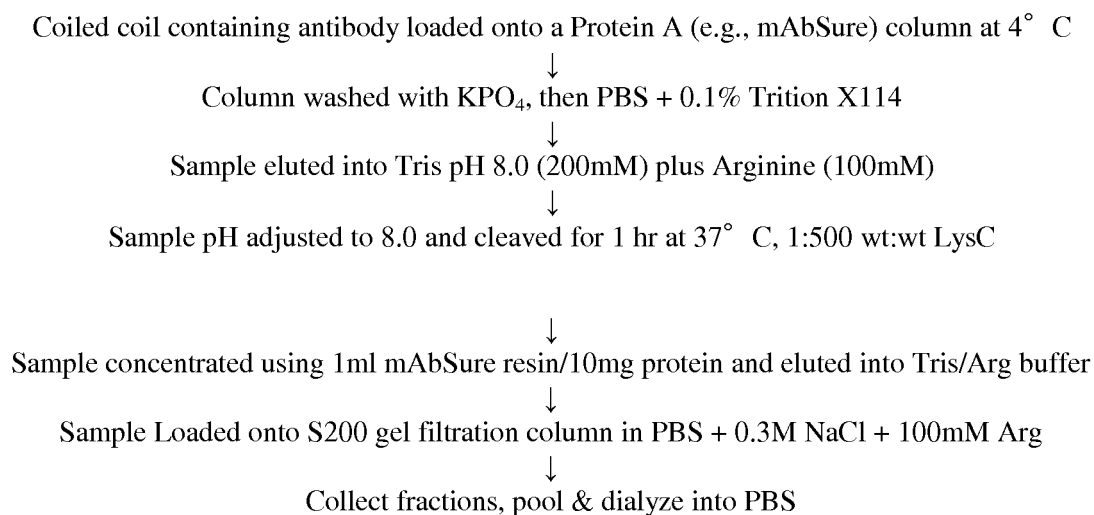 Coiled coil containing antibody loaded onto a Protein A (e.g., mAbSure) column at 4° C
↓
Column washed with KPO₄, then PBS + 0.1% Trition X114
↓
Sample eluted into Tris pH 8.0 (200mM) plus Arginine (100mM)
↓
Sample pH adjusted to 8.0 and cleaved for 1 hr at 37° C, 1:500 wt:wt LysC
↓
Sample concentrated using 1ml mAbSure resin/10mg protein and eluted into Tris/Arg buffer
↓
Sample Loaded onto S200 gel filtration column in PBS + 0.3M NaCl + 100mM Arg
↓
Collect fractions, pool & dialyze into PBS